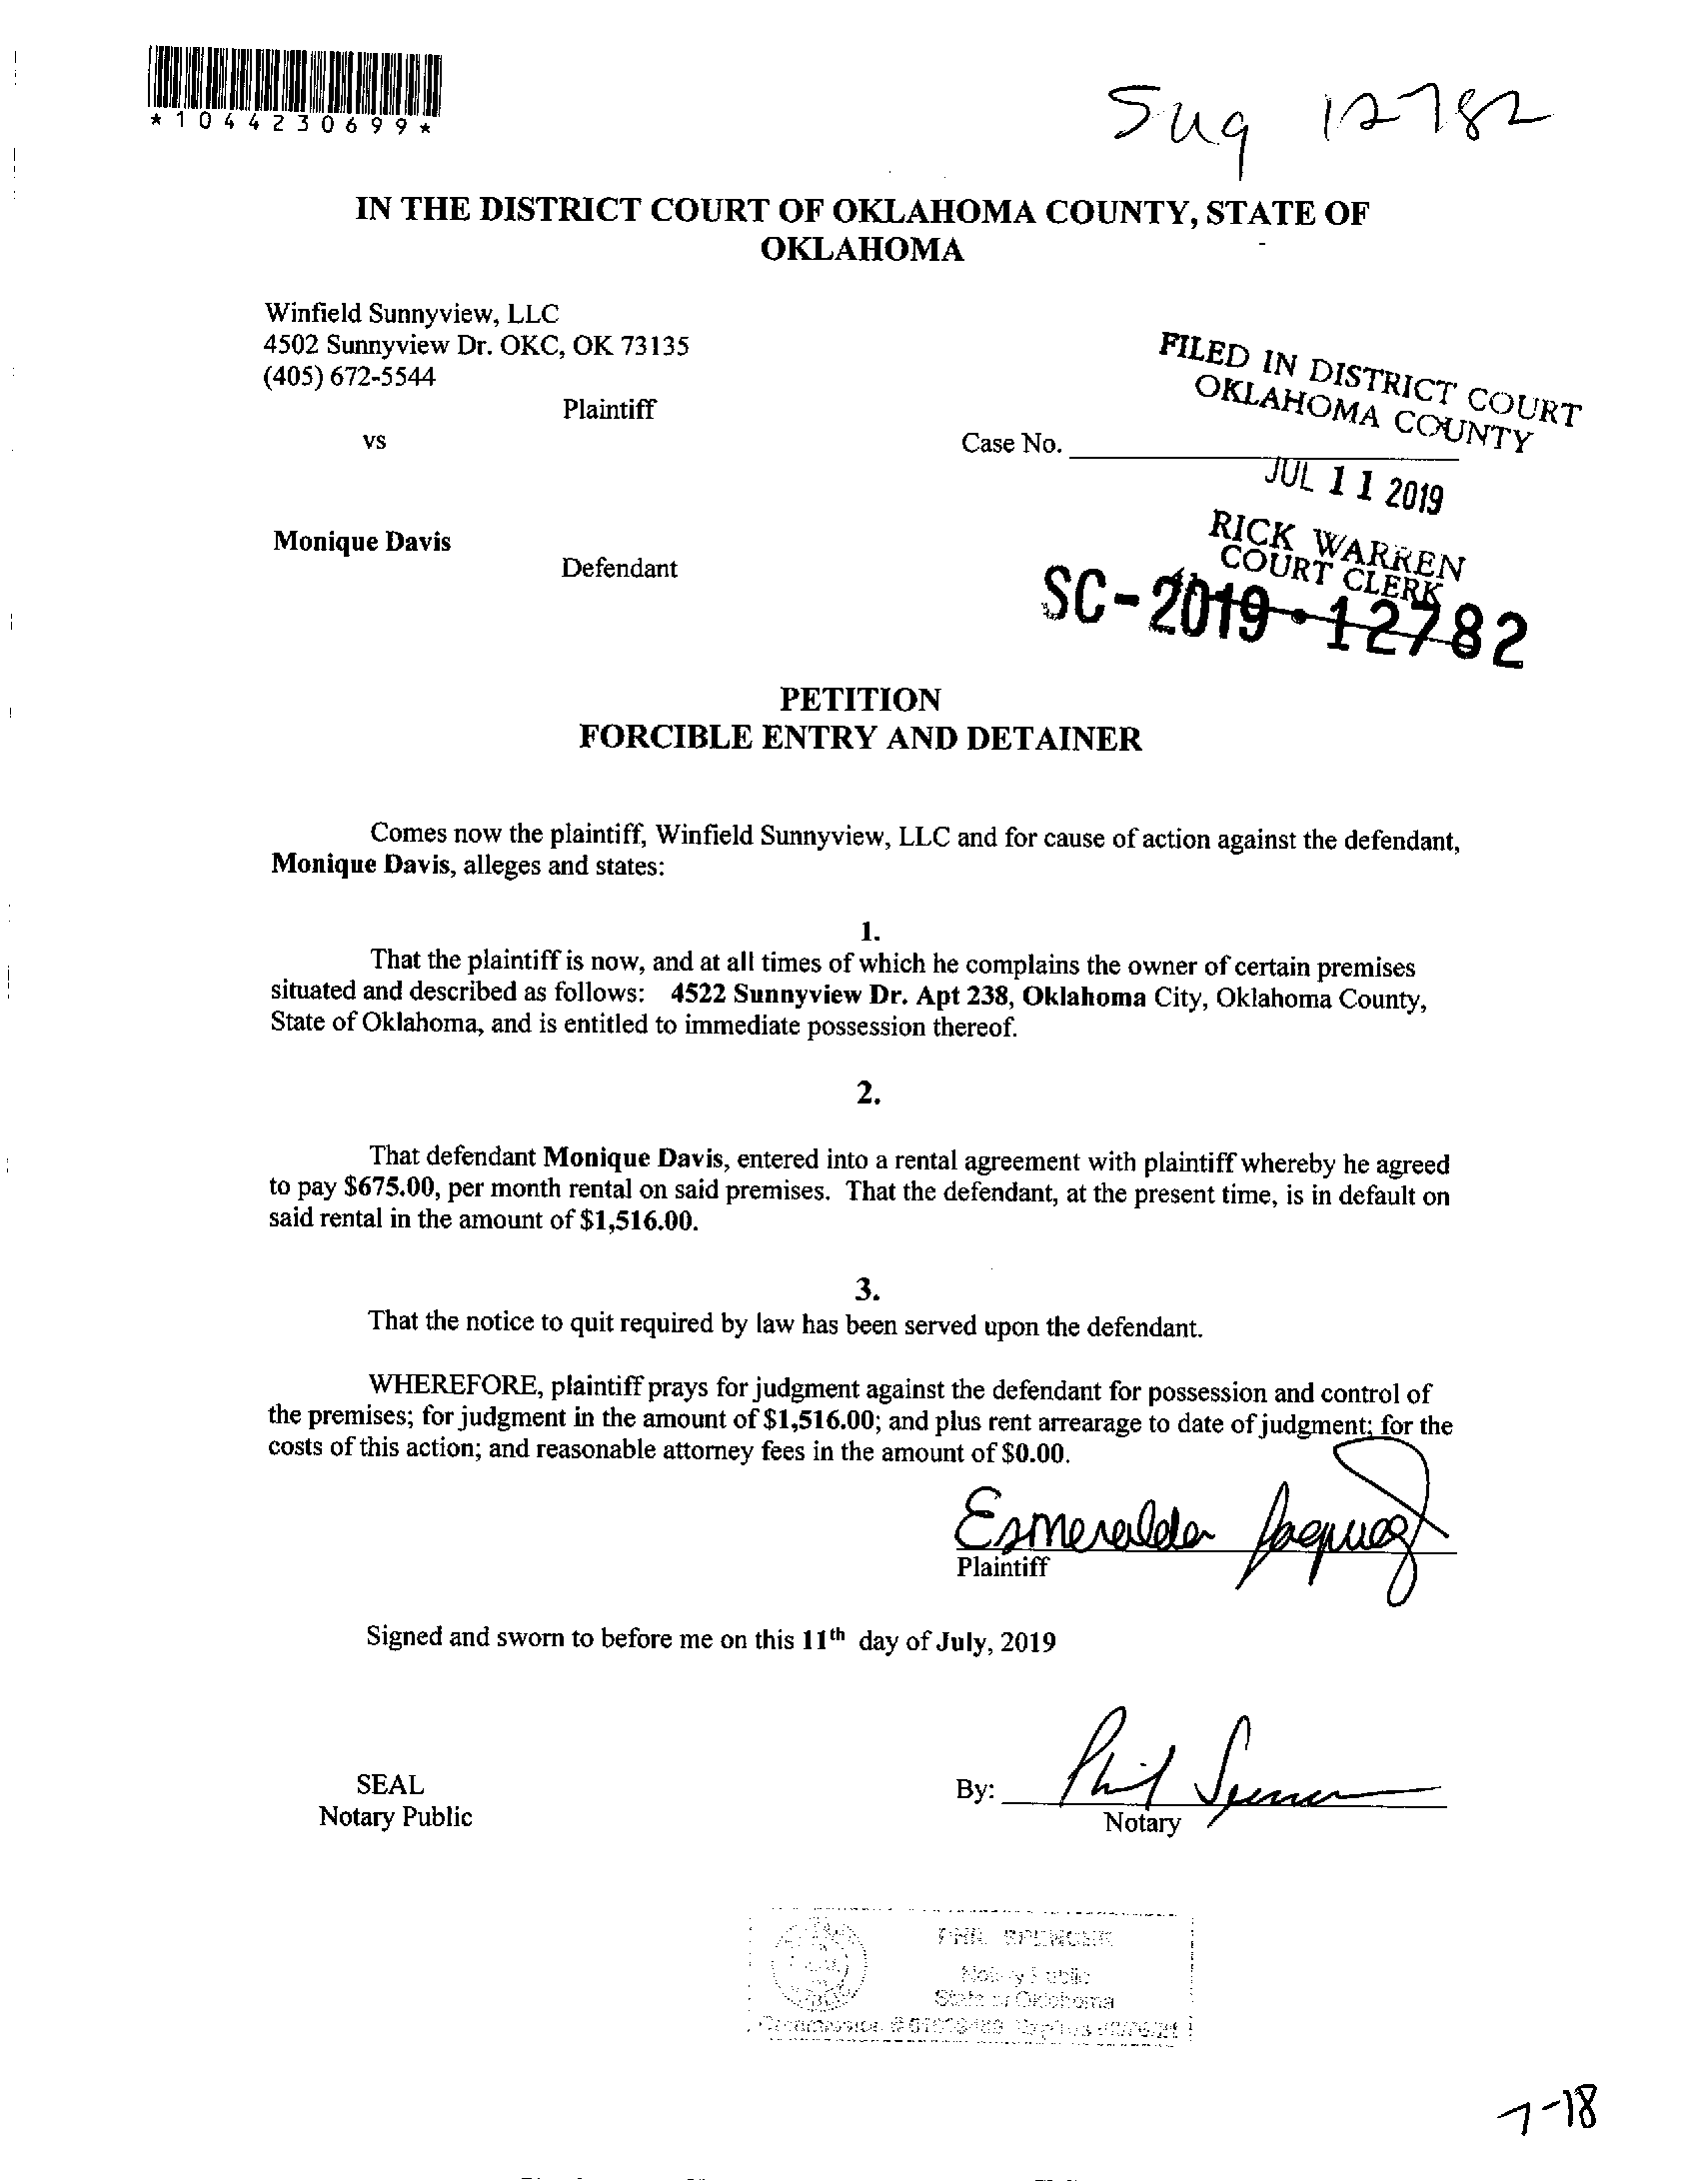 *1044230699*
Sug 12782
IN THE DISTRICT COURT OF OKLAHOMA COUNTY, STATE OF
OKLAHOMA
Winfield Sunnyview, LLC
4502 Sunnyview Dr. OKC, OK 73135
(405) 672-5544
Plaintiff
vs
Case No.
FILED IN DISTRICT COURT
OKLAHOMA COUNTY
JUL 11 2019
RICK WARREN
COURT CLERK
SC-2019-12782
Monique Davis
Defendant
PETITION
FORCIBLE ENTRY AND DETAINER
Comes now the plaintiff, Winfield Sunnyview, LLC and for cause of action against the defendant,
Monique Davis, alleges and states:
1.
That the plaintiff is now, and at all times of which he complains the owner of certain premises
situated and described as follows: 4522 Sunnyview Dr. Apt 238, Oklahoma City, Oklahoma County,
State of Oklahoma, and is entitled to immediate possession thereof.
2.
That defendant Monique Davis, entered into a rental agreement with plaintiff whereby he agreed
to pay $675.00, per month rental on said premises. That the defendant, at the present time, is in default on
said rental in the amount of $1,516.00.
3.
That the notice to quit required by law has been served upon the defendant.
WHEREFORE, plaintiff prays for judgment against the defendant for possession and control of
the premises; for judgment in the amount of $1,516.00; and plus rent arrearage to date of judgment; for the
costs of this action; and reasonable attorney fees in the amount of $0.00.
Esmeralda Jaquez
Plaintiff
Signed and sworn to before me on this 11th day of July, 2019
SEAL
Notary Public
By: Phil Spencer
Notary
PHIL SPENCER
Notary Public
State of Oklahoma
Commission # Expires
7-18